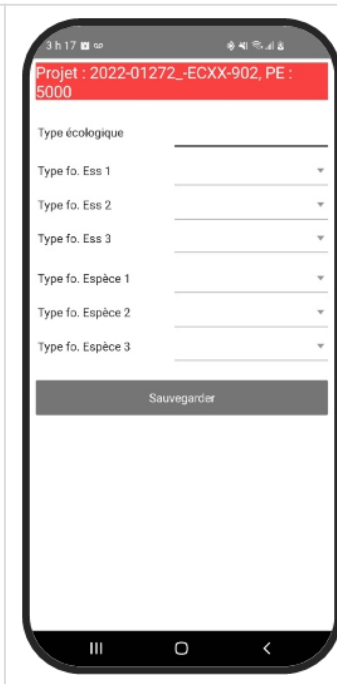 3 h 17
Projet : 2022-01272_-ECXX-902, PE :
5000
Type écologique
Type fo. Ess 1
Type fo. Ess 2
Type fo. Ess 3
Type fo. Espèce 1
Type fo. Espèce 2
Type fo. Espèce 3
Sauvegarder